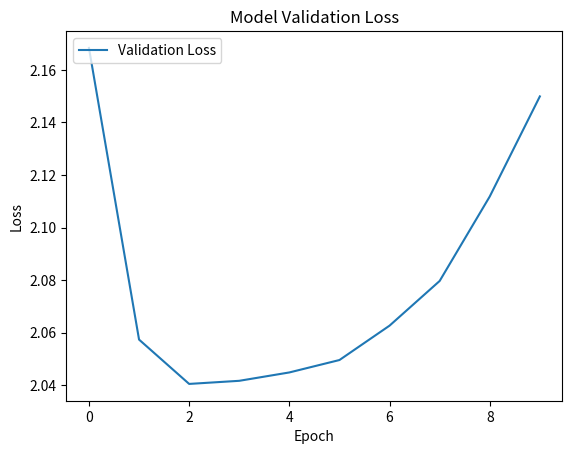 Model Validation Loss
Validation Loss
2.16
2.14
2.12
2.10
2.08
2.06
2.04
Loss
0 2 4 6 8
Epoch